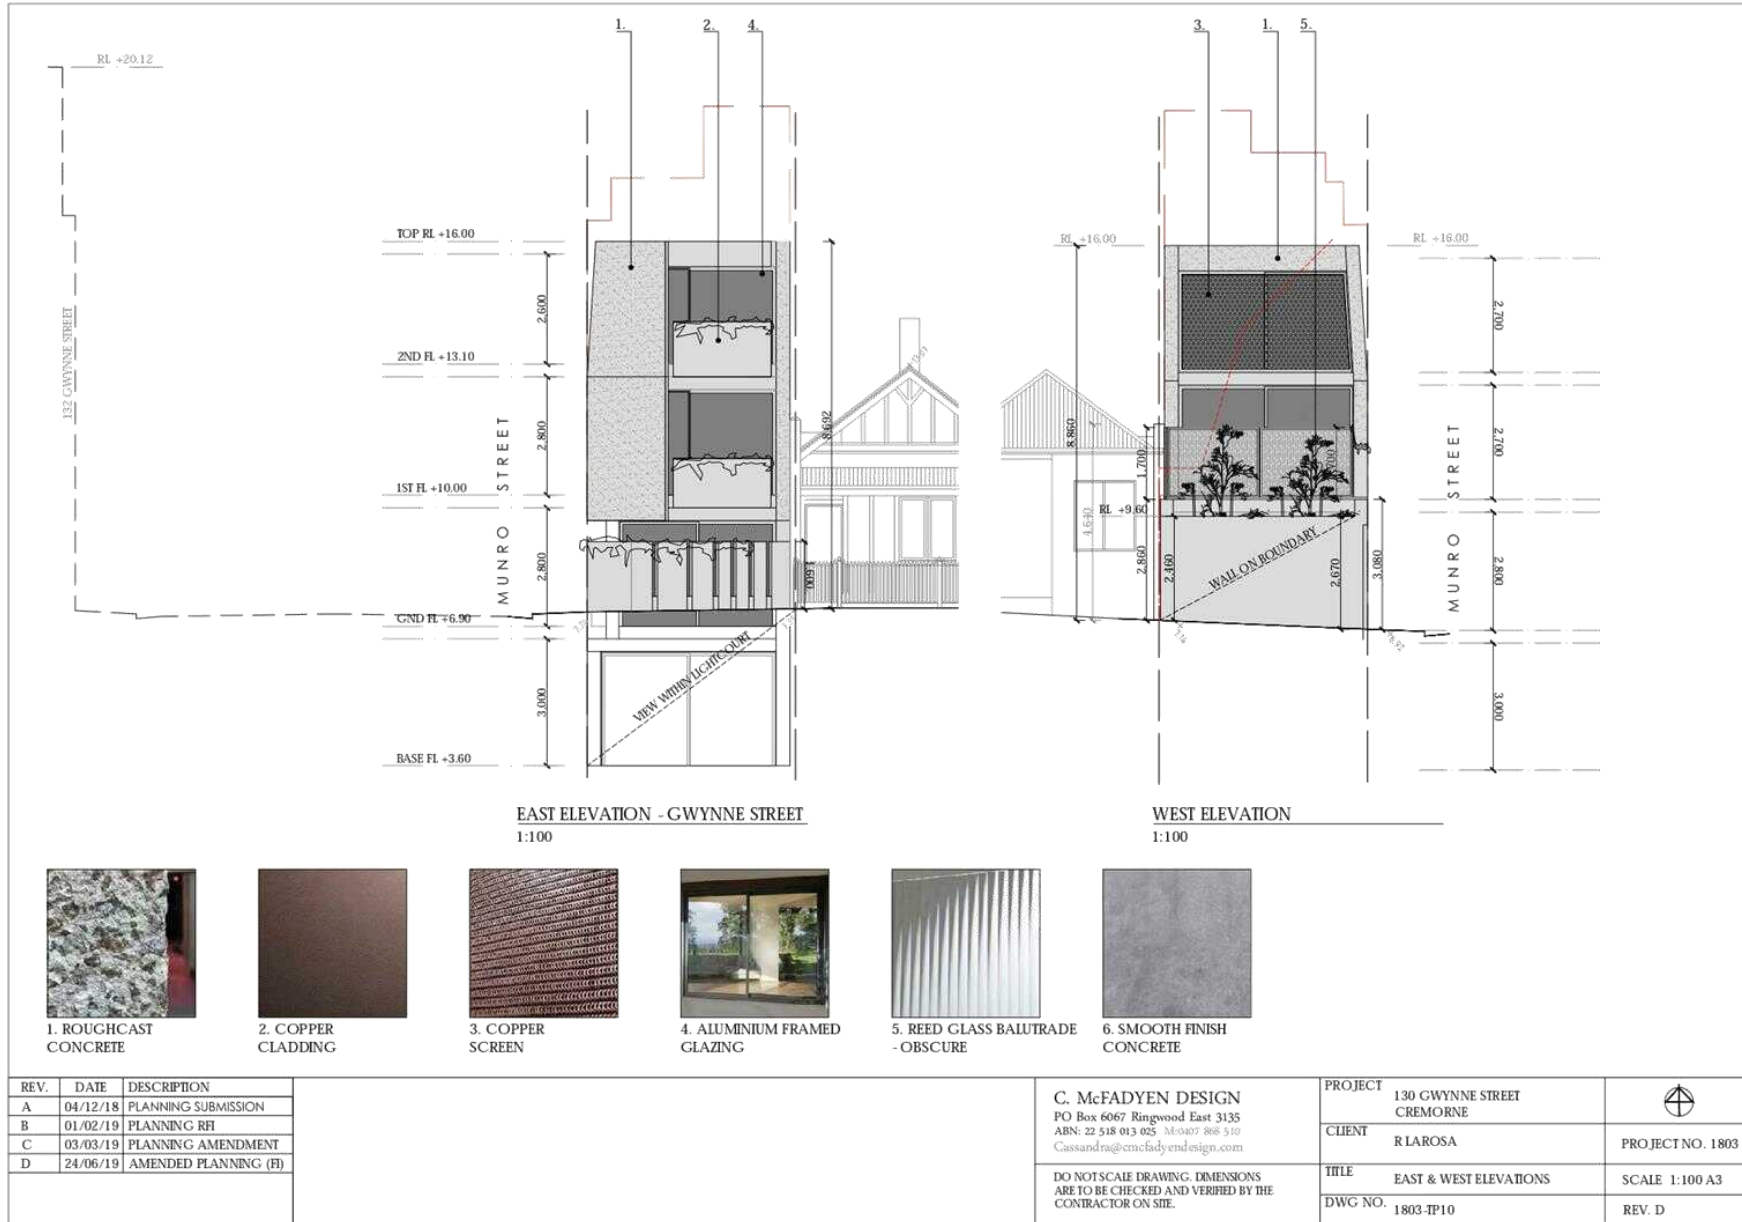 1.
2.
4.
3.
1.
5.
RL +20.12
132 GWYNNE STREET
TOP RL +16.00
2ND FL +13.10
1ST FL +10.00
GND FL +6.90
BASE FL +3.60
2.600
2.800
2.800
3.000
MUNRO STREET
8.692
1.600
VIEW WITHIN LIGHTCOURT
RL +16.00
RL +16.00
8.860
4.640
1.700
RL +9.60
2.860
2.460
WALL ON BOUNDARY
2.670
3.080
2.700
2.700
2.800
3.000
MUNRO STREET
EAST ELEVATION - GWYNNE STREET
1:100
WEST ELEVATION
1:100
1. ROUGHCAST
CONCRETE
2. COPPER
CLADDING
3. COPPER
SCREEN
4. ALUMINIUM FRAMED
GLAZING
5. REED GLASS BALUTRADE
- OBSCURE
6. SMOOTH FINISH
CONCRETE
REV. DATE DESCRIPTION
A 04/12/18 PLANNING SUBMISSION
B 01/02/19 PLANNING RFI
C 03/03/19 PLANNING AMENDMENT
D 24/06/19 AMENDED PLANNING (FI)
C. McFADYEN DESIGN
PO Box 6067 Ringwood East 3135
ABN: 22 518 013 025 M:0407 868 510
Cassandra@cmcfadyendesign.com
DO NOT SCALE DRAWING. DIMENSIONS
ARE TO BE CHECKED AND VERIFIED BY THE
CONTRACTOR ON SITE.
PROJECT 130 GWYNNE STREET
CREMORNE
CLIENT R LAROSA
TITLE EAST & WEST ELEVATIONS
DWG NO. 1803-TP10
PROJECT NO. 1803
SCALE 1:100 A3
REV. D